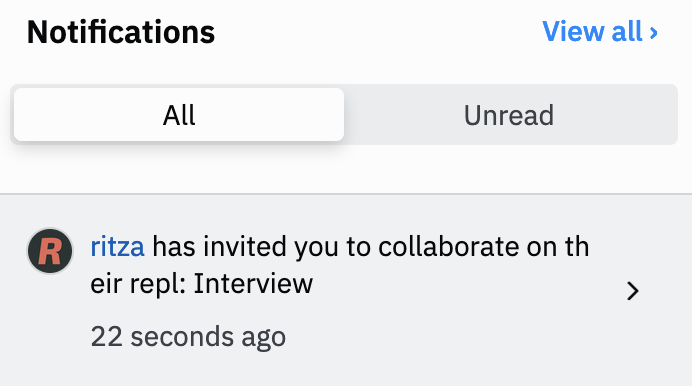 Notifications
View all ›
All
Unread
R
ritza has invited you to collaborate on th
eir repl: Interview
22 seconds ago